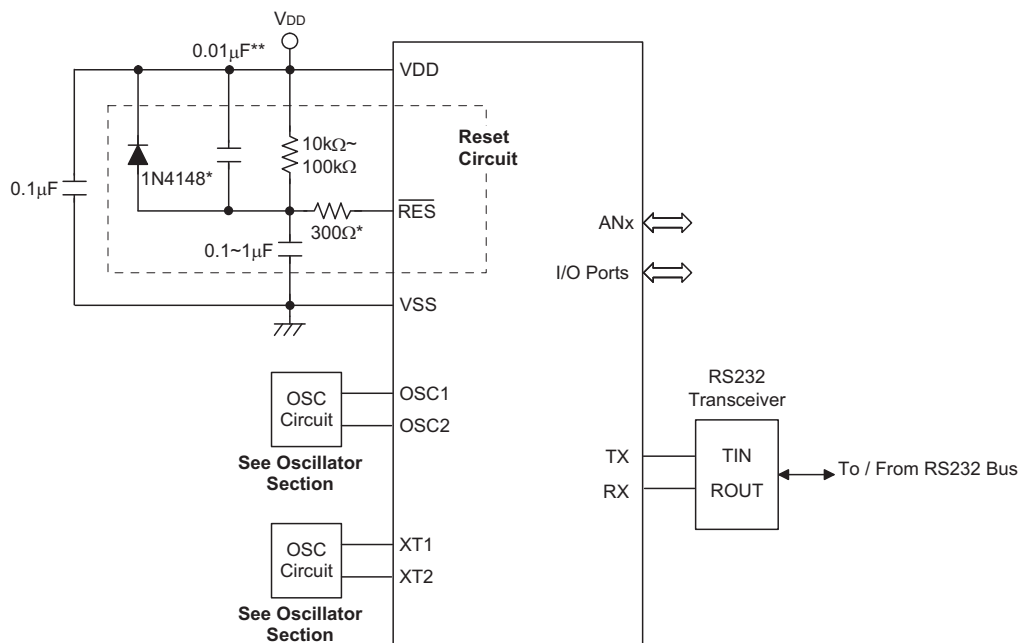 VDD
0.01μF**
VDD
Reset
Circuit
10kΩ~
100kΩ
1N4148*
0.1μF
RES
300Ω*
0.1~1μF
VSS
ANx
I/O Ports
OSC
Circuit
OSC1
OSC2
See Oscillator
Section
RS232
Transceiver
TX
RX
TIN
ROUT
To / From RS232 Bus
OSC
Circuit
XT1
XT2
See Oscillator
Section